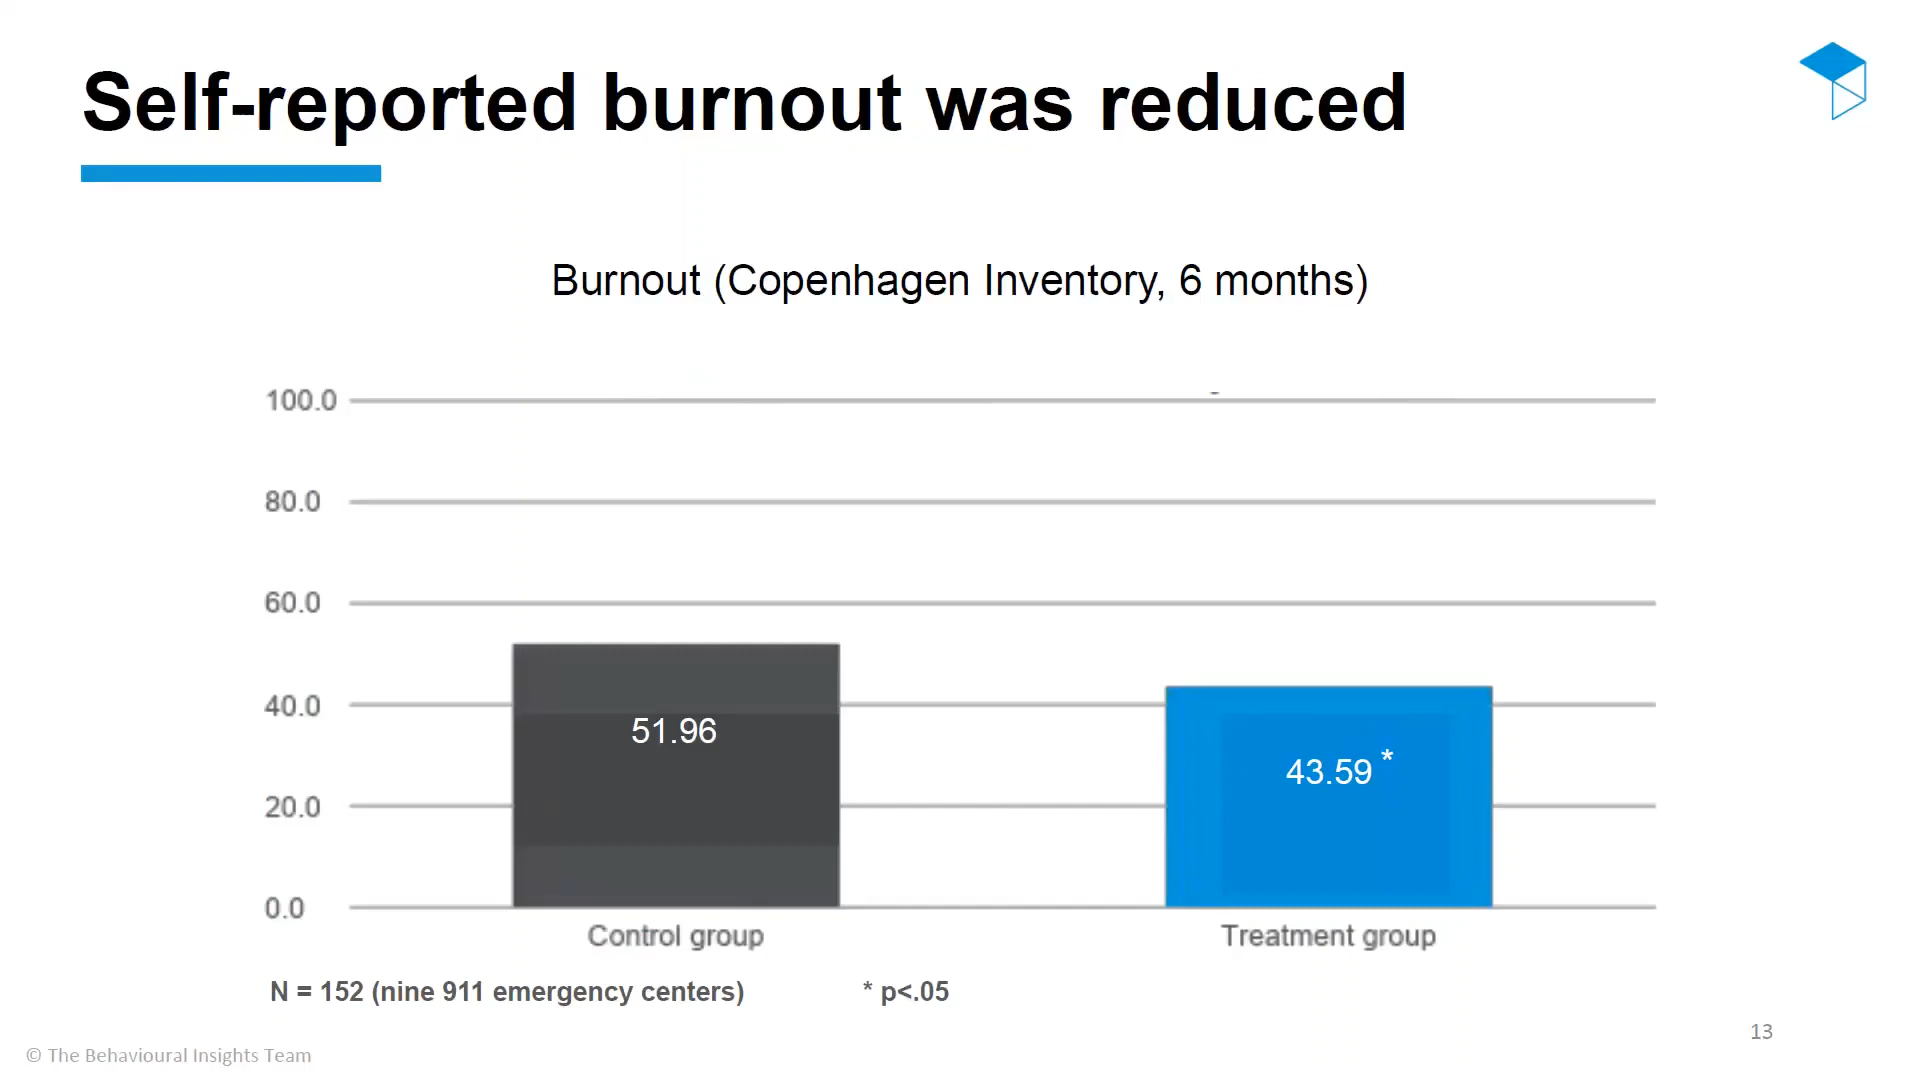 Self-reported burnout was reduced
Burnout (Copenhagen Inventory, 6 months)
100.0
80.0
60.0
40.0
20.0
0.0
51.96
43.59 *
Control group
Treatment group
N = 152 (nine 911 emergency centers)
* p<.05
13
© The Behavioural Insights Team